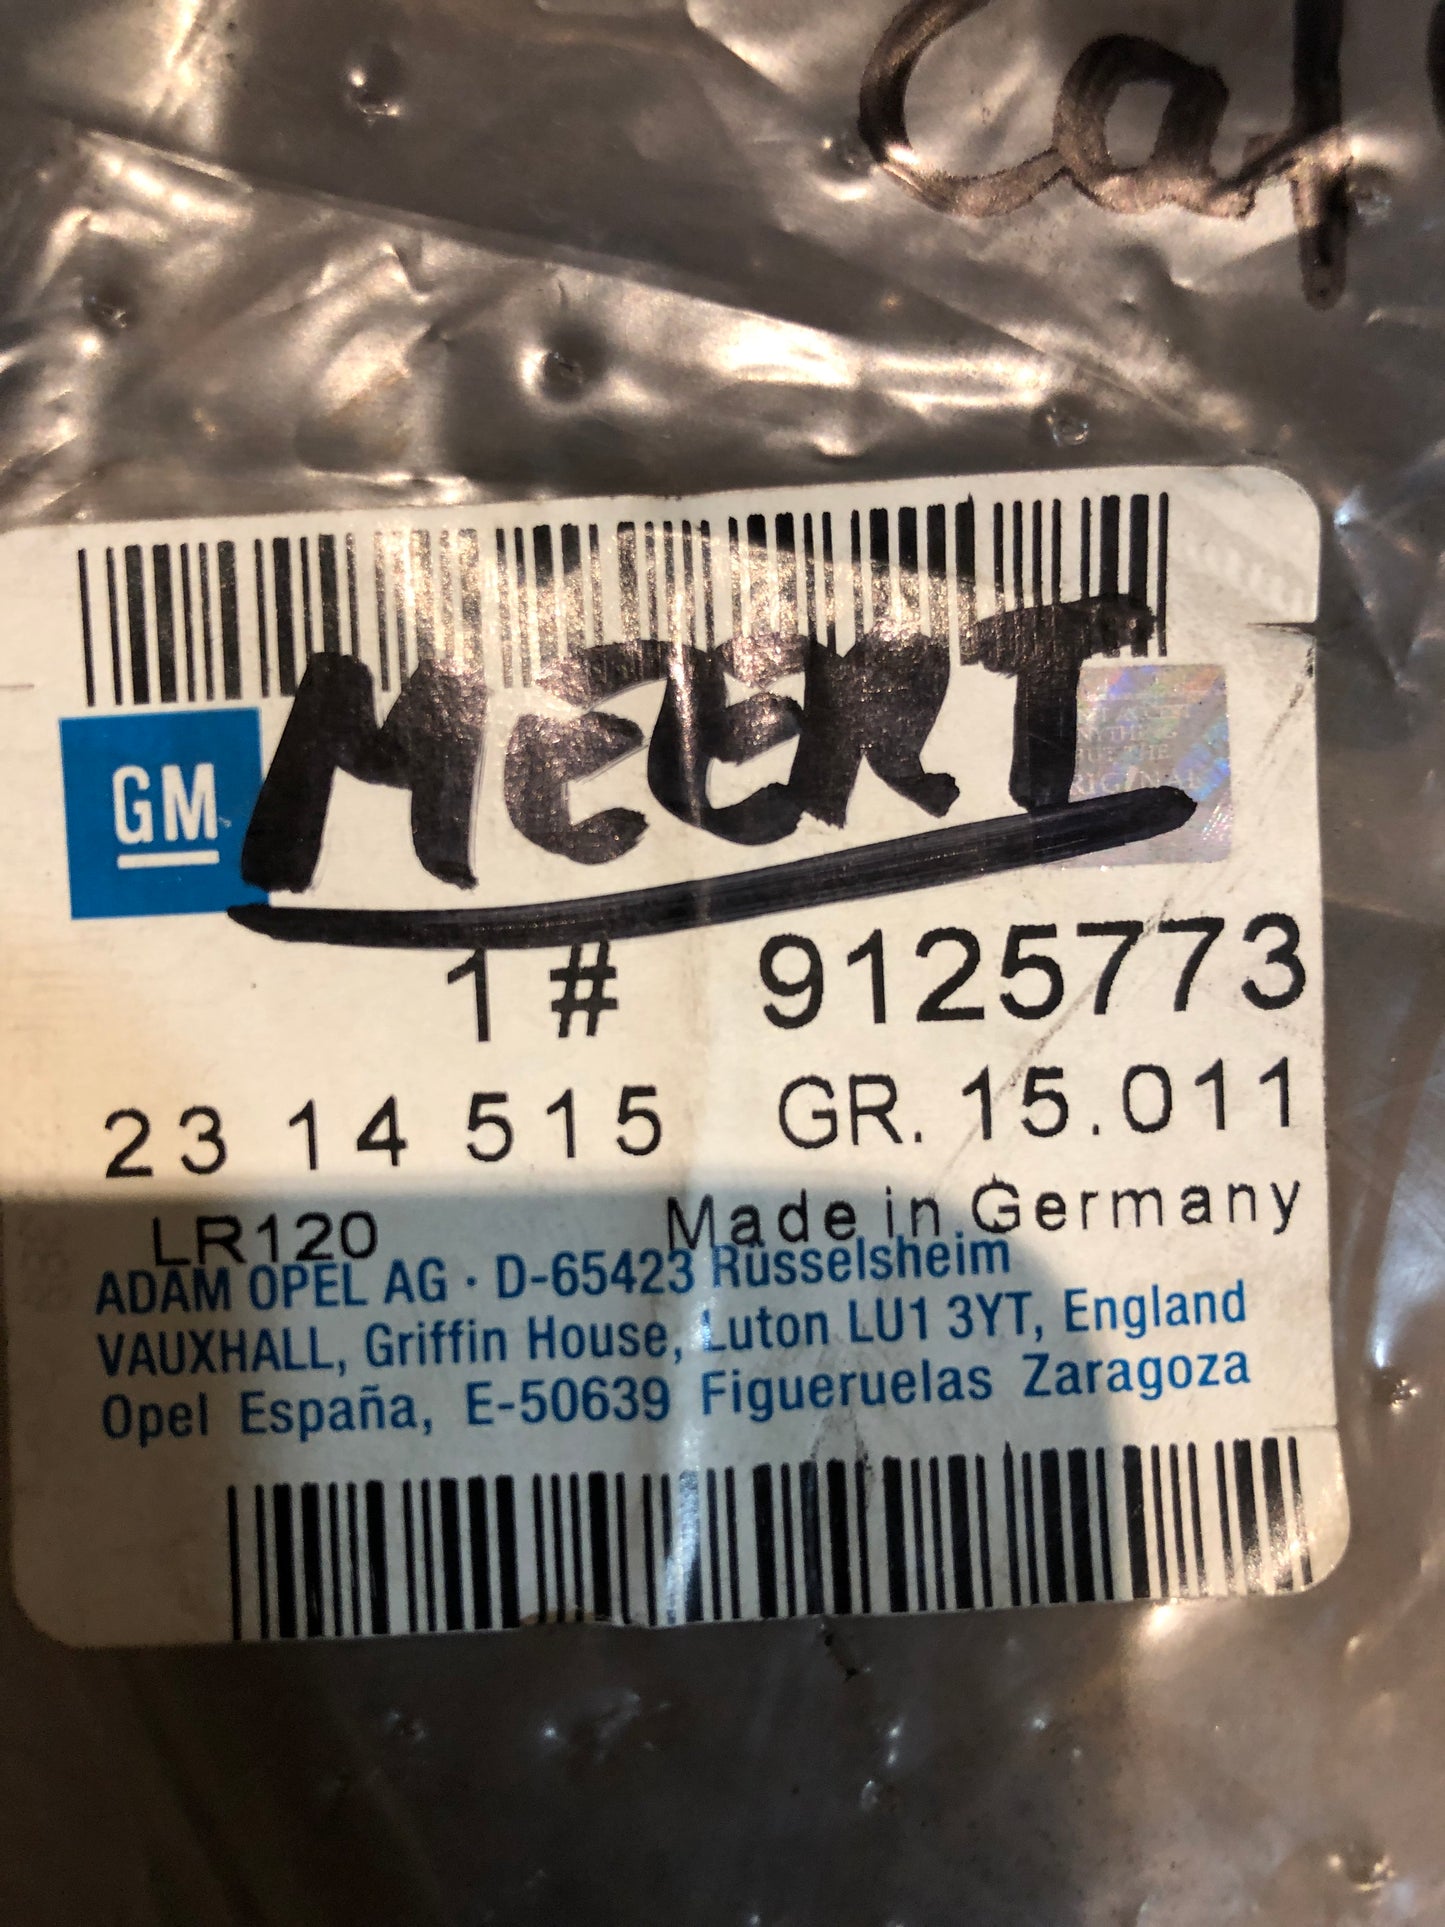 GM
MEERT
1 # 9125773
23 14 515 GR. 15.011
LR120 Made in Germany
ADAM OPEL AG · D-65423 Rüsselsheim
VAUXHALL, Griffin House, Luton LU1 3YT, England
Opel España, E-50639 Figueruelas Zaragoza